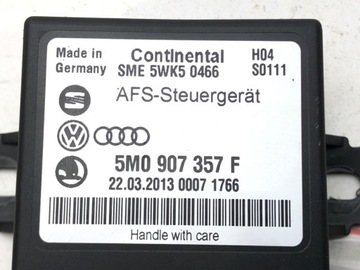 Made in Continental H04
Germany SME 5WK5 0466 S0111
AFS-Steuergerät
5M0 907 357 F
22.03.2013 0007 1766
Handle with care